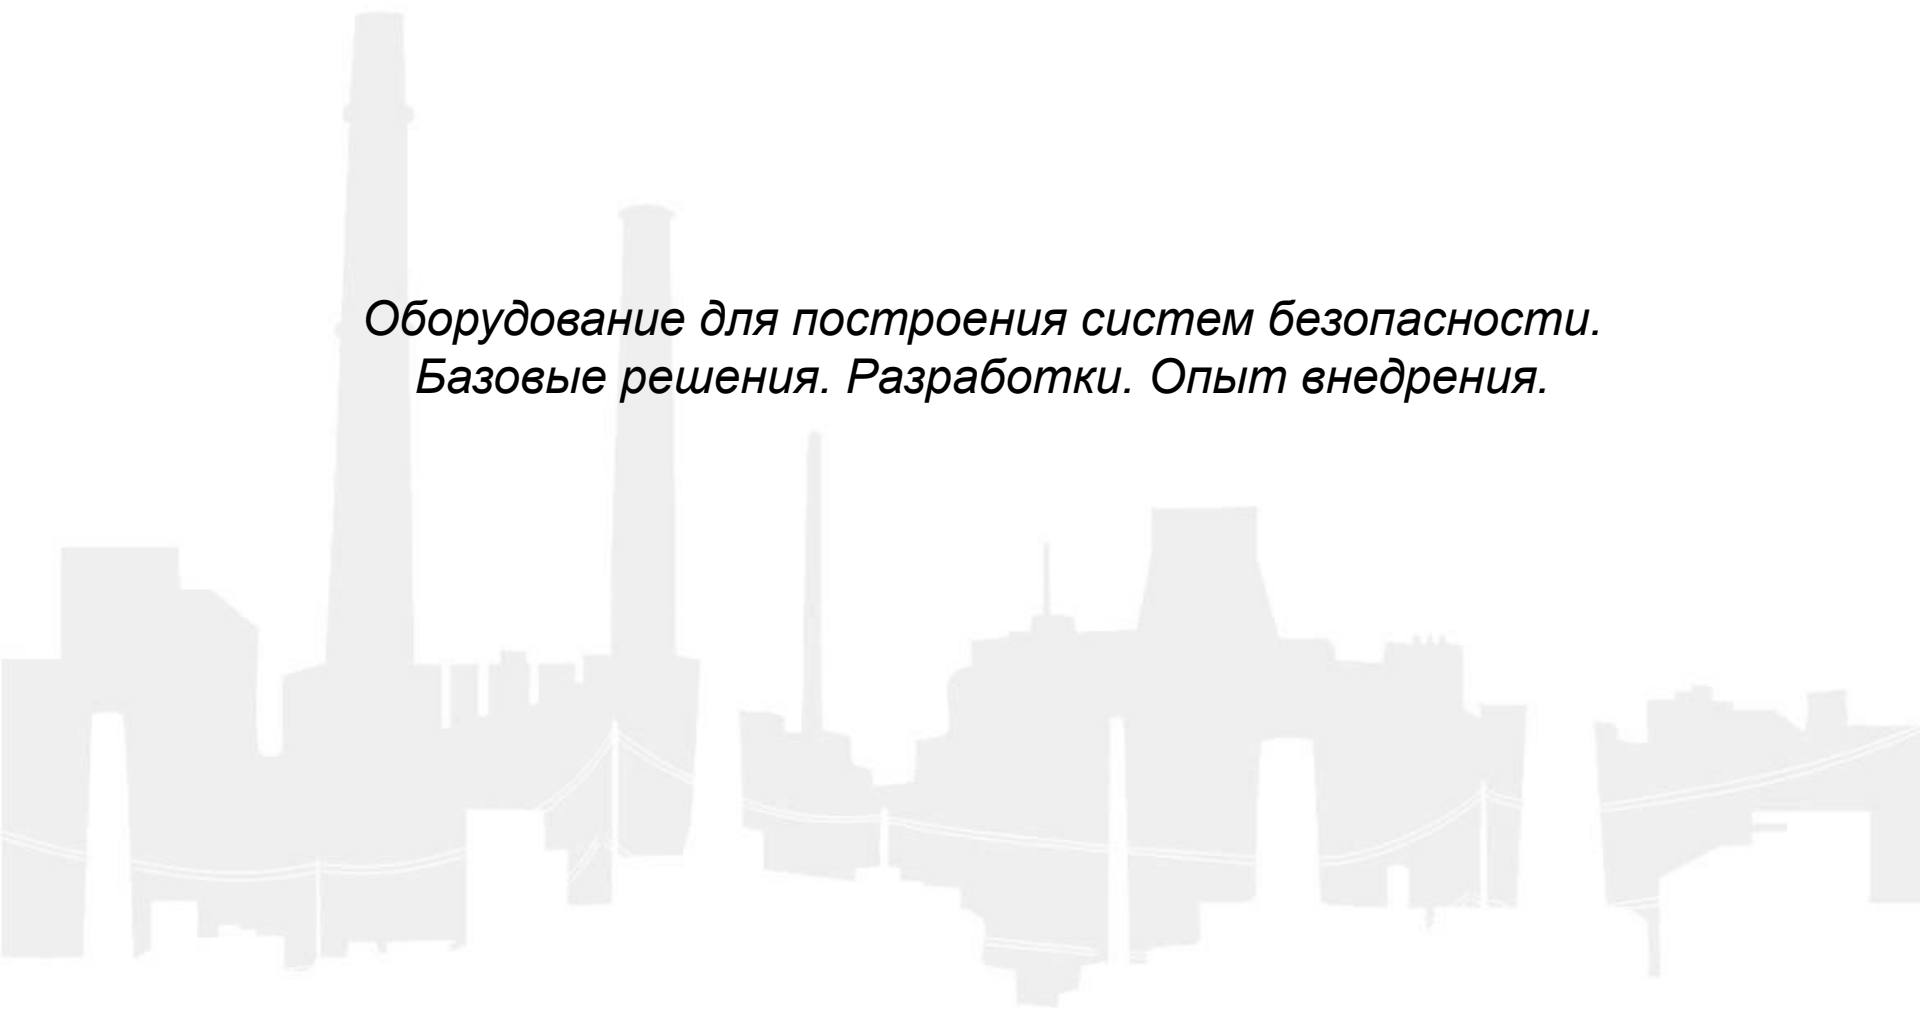 Оборудование для построения систем безопасности.
Базовые решения. Разработки. Опыт внедрения.